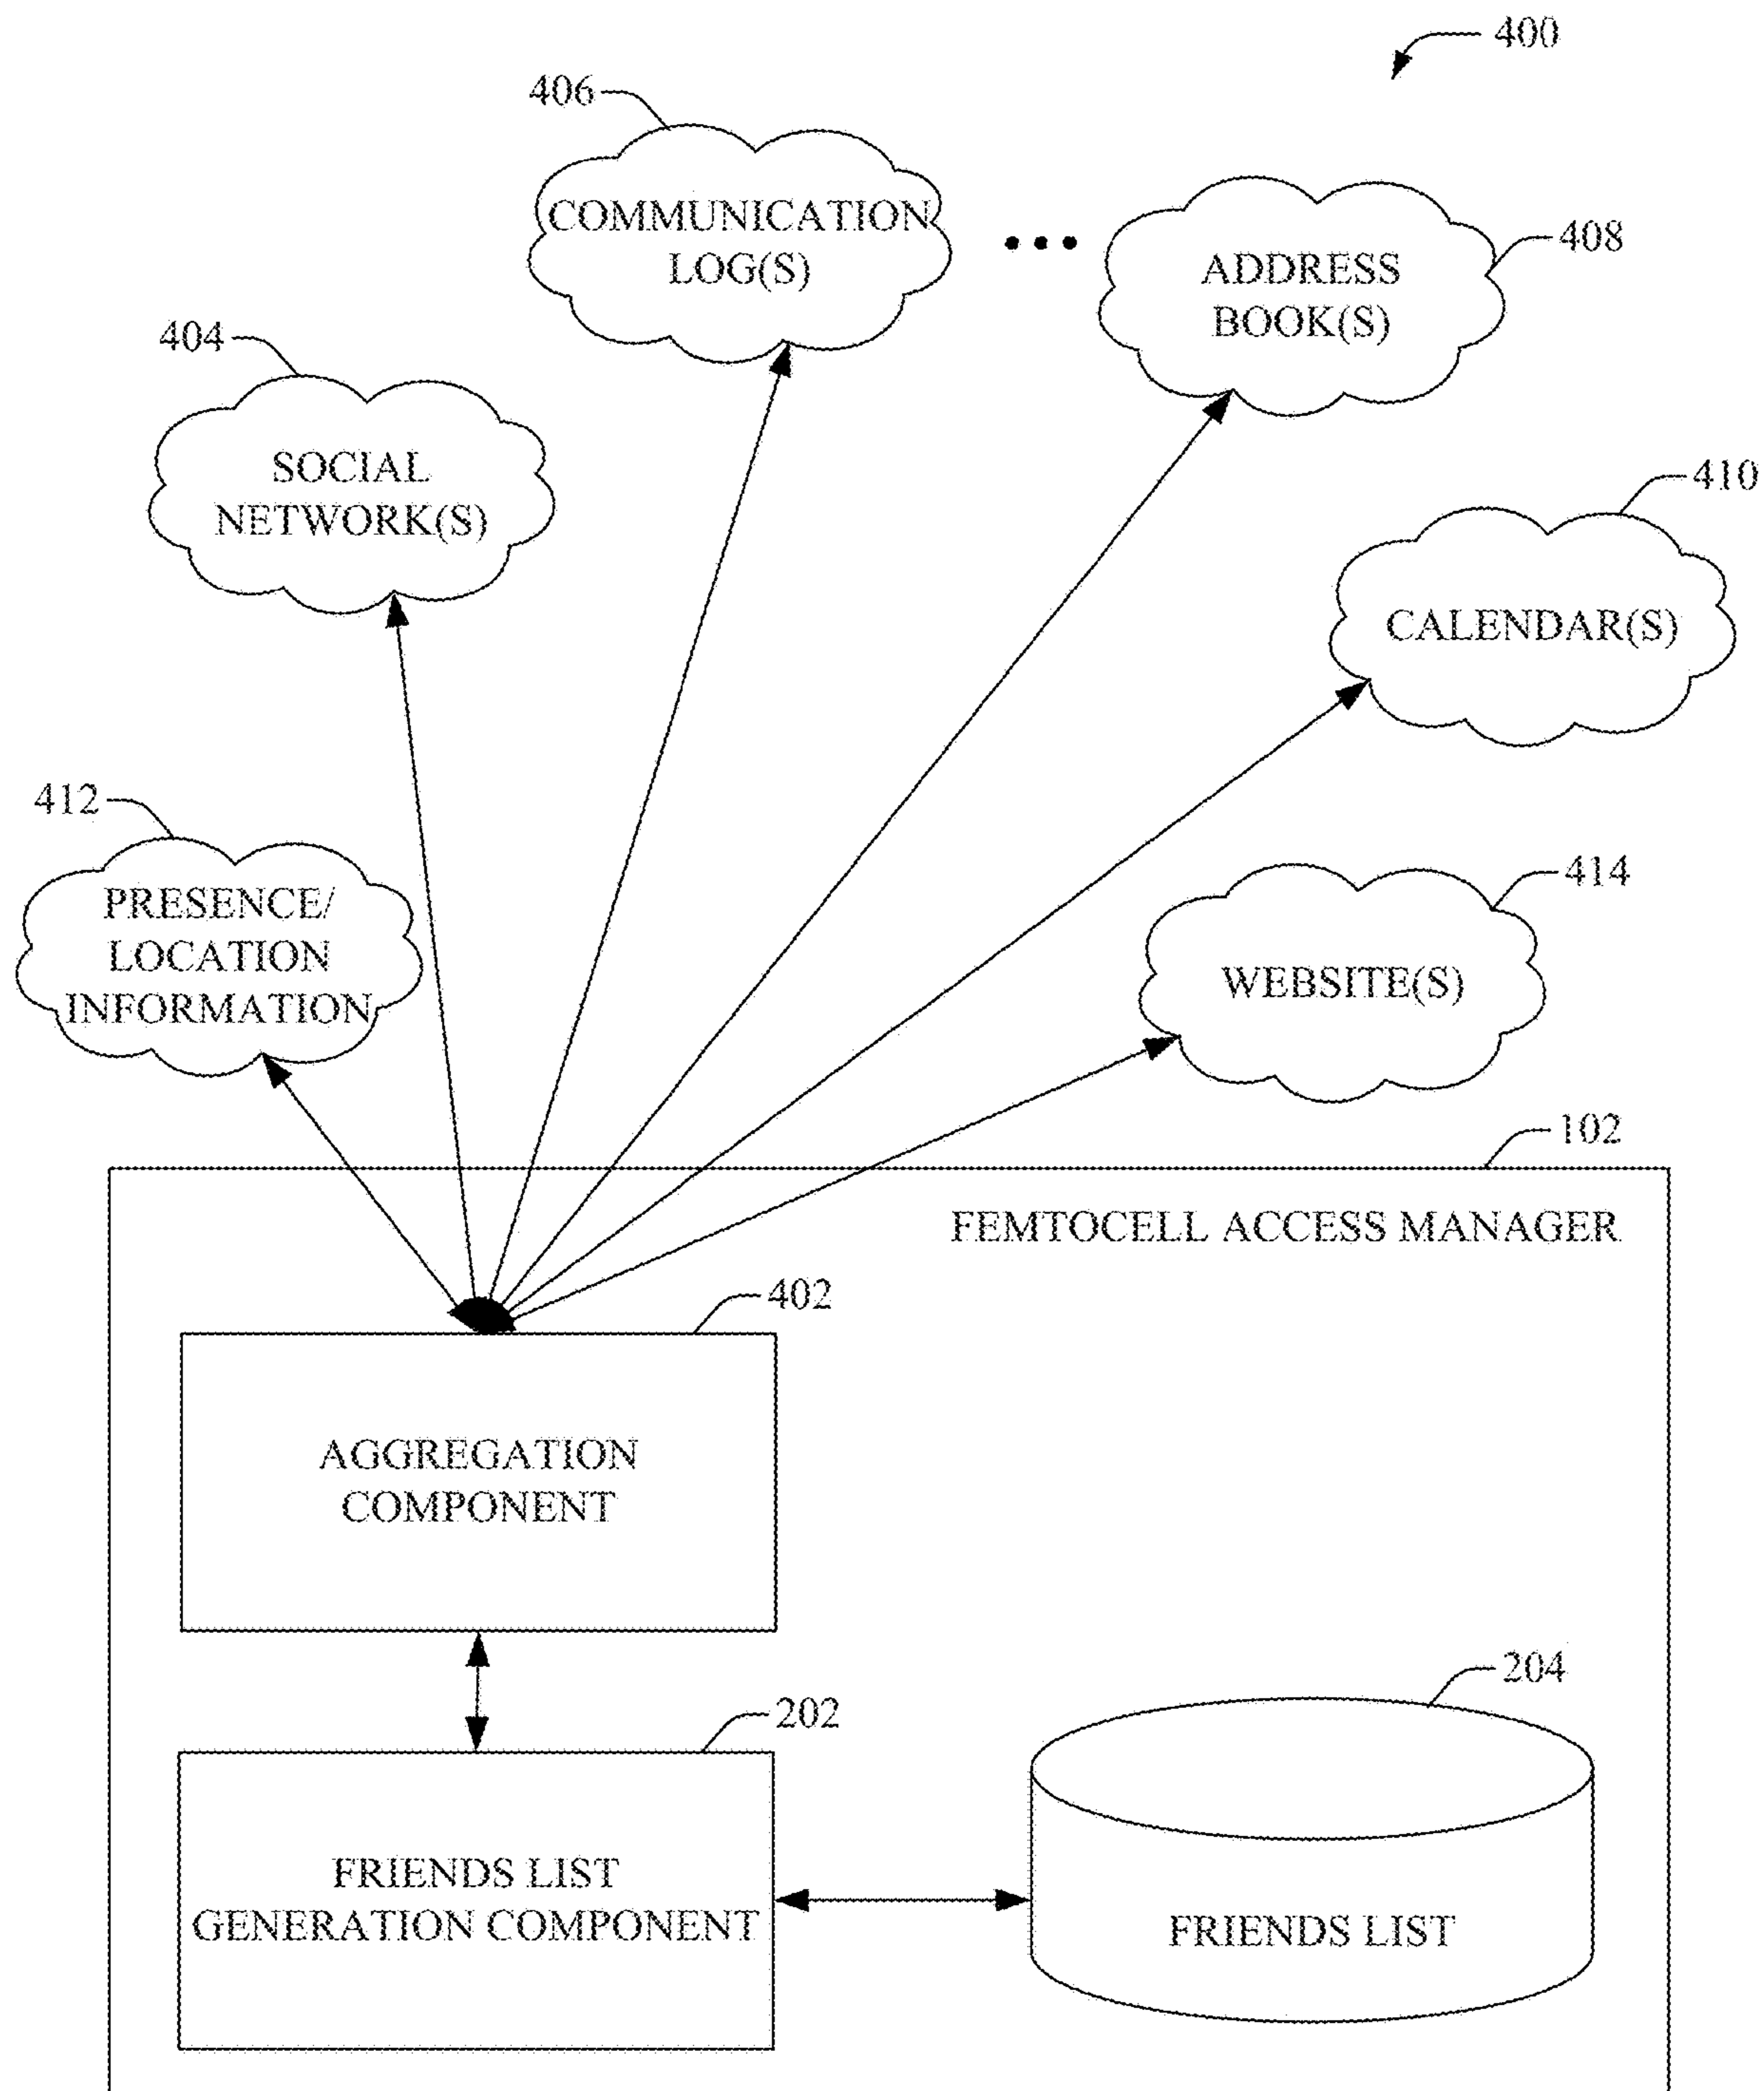 400
406
COMMUNICATION
LOG(S)
...
408
ADDRESS
BOOK(S)
404
SOCIAL
NETWORK(S)
410
CALENDAR(S)
412
PRESENCE/
LOCATION
INFORMATION
414
WEBSITE(S)
102
FEMTOCELL ACCESS MANAGER
402
AGGREGATION
COMPONENT
202
FRIENDS LIST
GENERATION COMPONENT
204
FRIENDS LIST